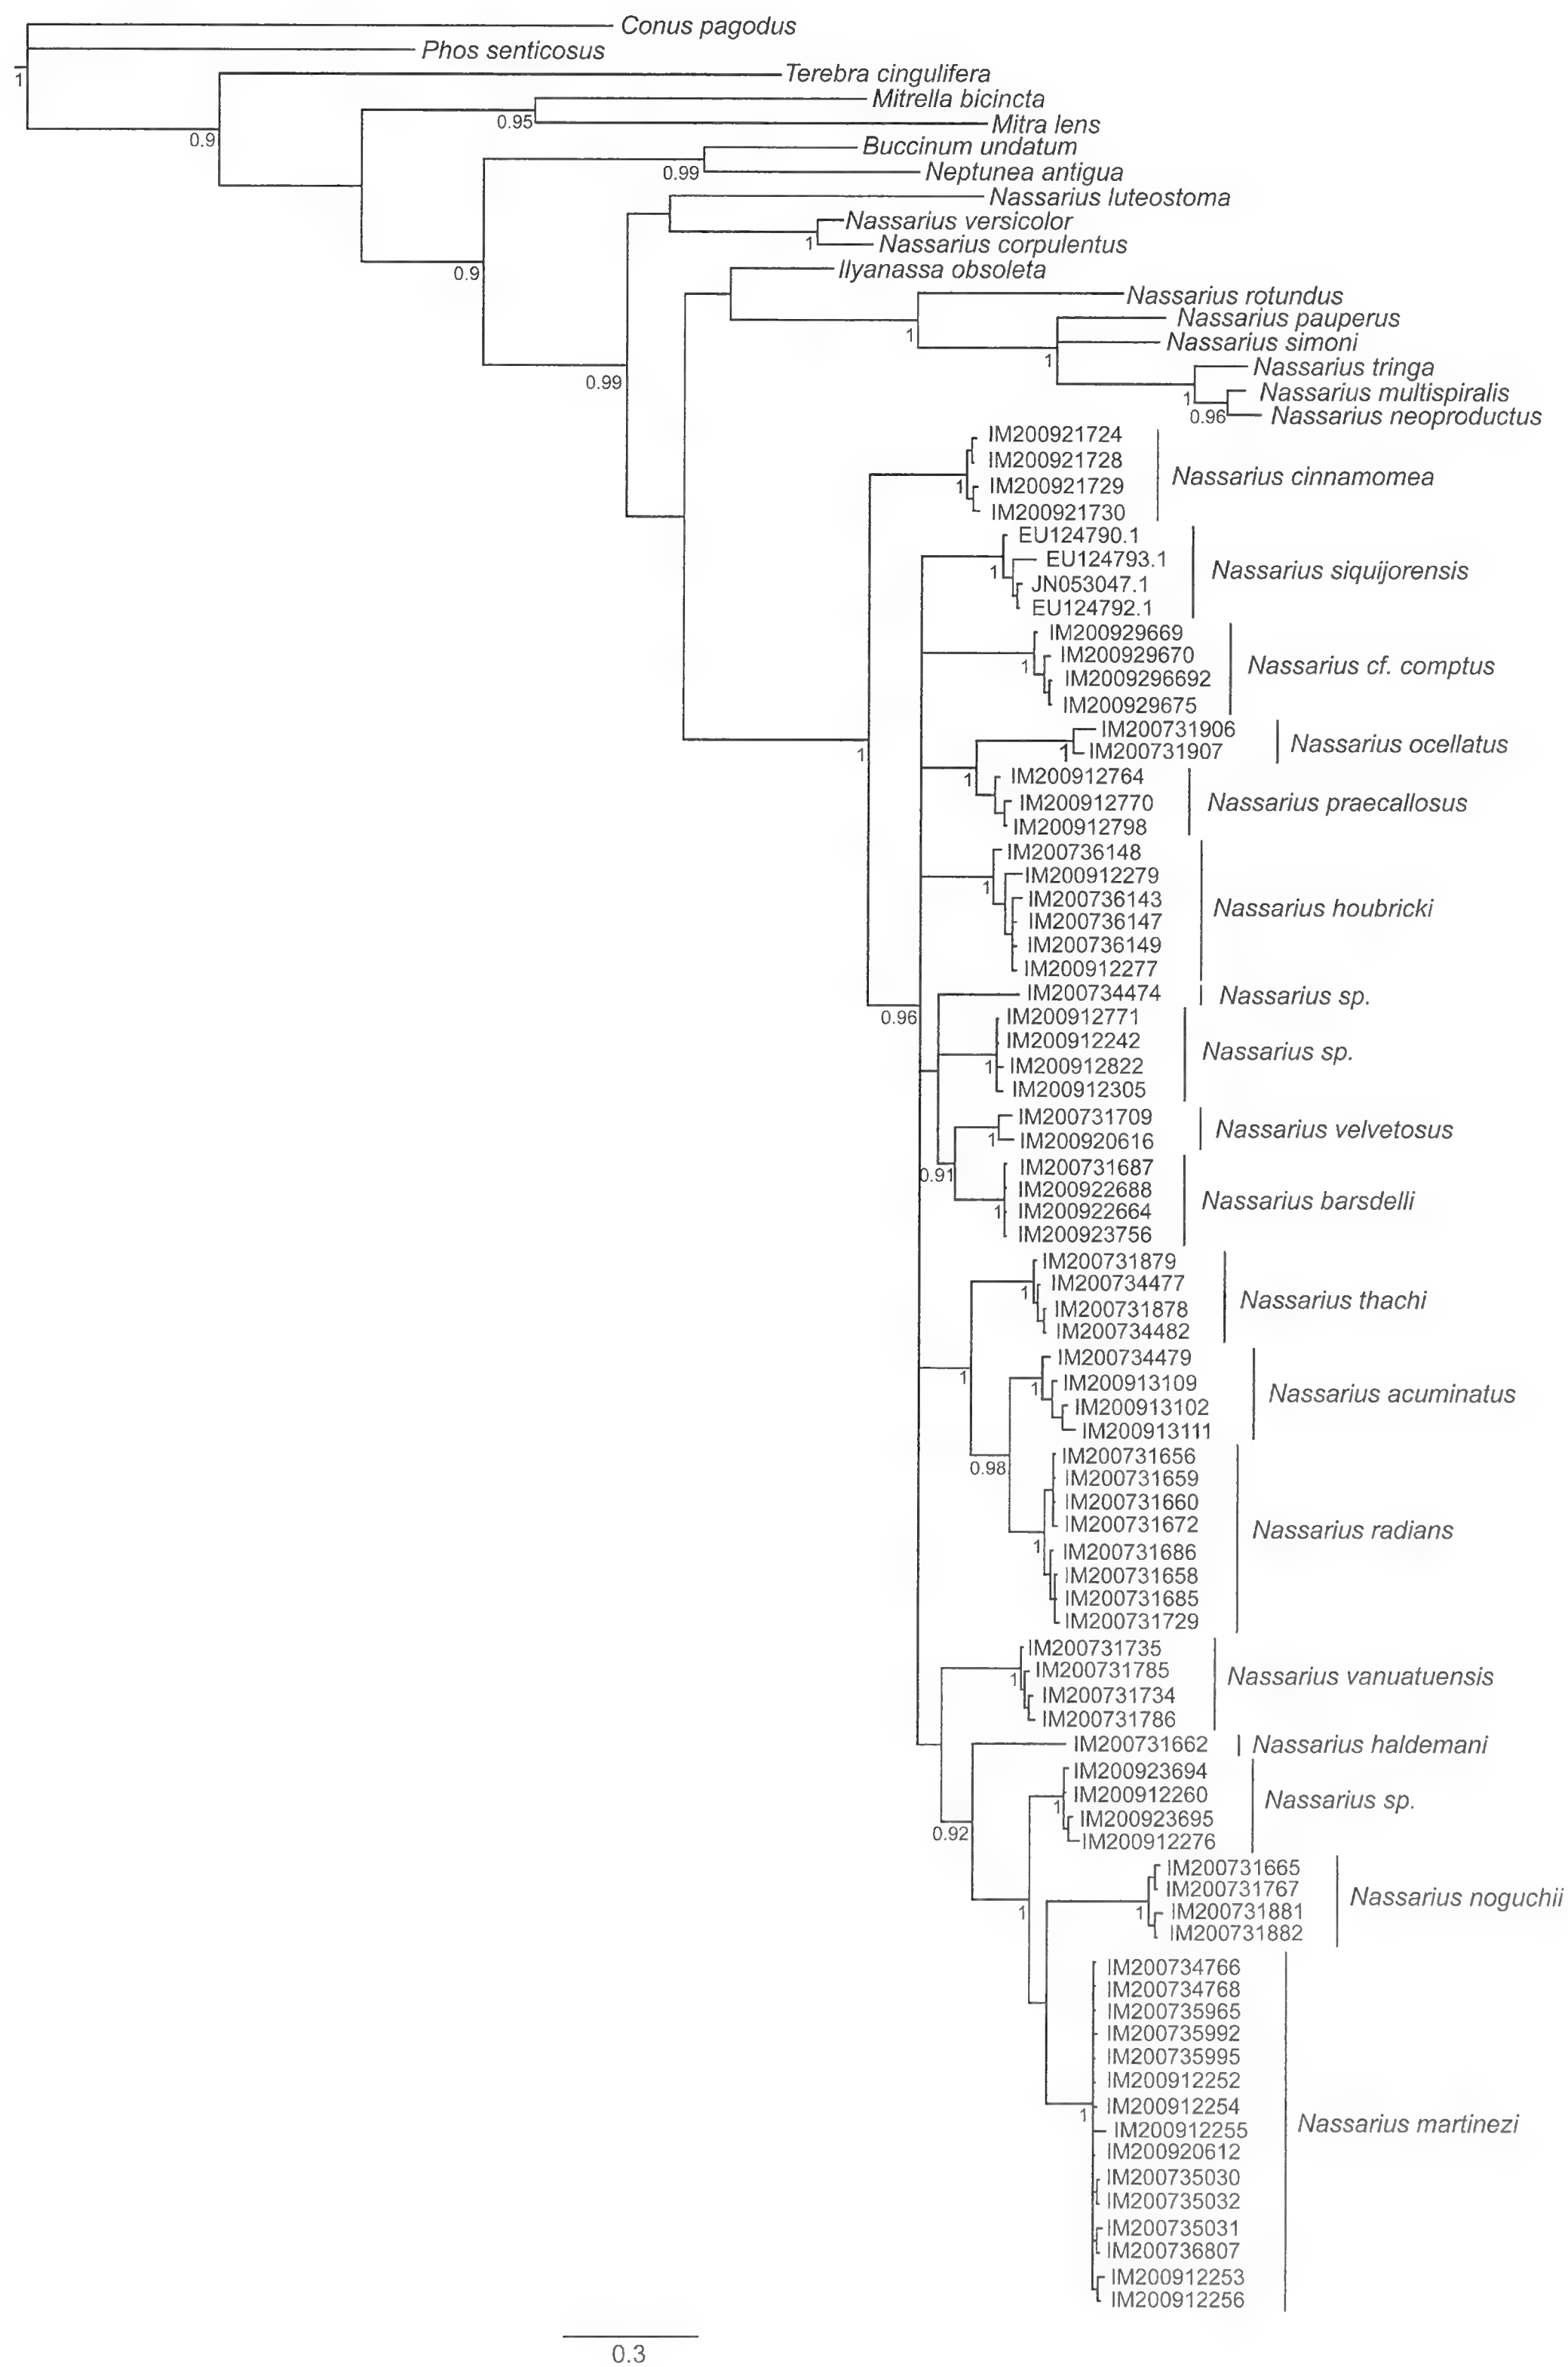 Conus pagodus
Phos senticosus
1
Terebra cingulifera
Mitrella bicincta
0.95
Mitra lens
0.9
Buccinum undatum
0.99
Neptunea antigua
Nassarius luteostoma
Nassarius versicolor
1
Nassarius corpulentus
0.9
Ilyanassa obsoleta
Nassarius rotundus
Nassarius pauperus
1
Nassarius simoni
1
Nassarius tringa
0.99
Nassarius multispiralis
1
0.96
Nassarius neoproductus
IM200921724
IM200921728
Nassarius cinnamomea
1
IM200921729
IM200921730
EU124790.1
EU124793.1
Nassarius siquijorensis
1
JN053047.1
EU124792.1
IM200929669
IM200929670
Nassarius cf. comptus
1
IM2009296692
IM200929675
IM200731906
Nassarius ocellatus
1
IM200731907
1
1
IM200912764
IM200912770
Nassarius praecallosus
IM200912798
IM200736148
IM200912279
1
IM200736143
Nassarius houbricki
IM200736147
IM200736149
IM200912277
IM200734474
Nassarius sp.
0.96
IM200912771
IM200912242
Nassarius sp.
1
IM200912822
IM200912305
IM200731709
Nassarius velvetosus
1
IM200920616
0.91
IM200731687
IM200922688
Nassarius barsdelli
1
IM200922664
IM200923756
IM200731879
IM200734477
1
Nassarius thachi
IM200731878
IM200734482
IM200734479
1
1
IM200913109
Nassarius acuminatus
IM200913102
IM200913111
0.98
IM200731656
IM200731659
IM200731660
IM200731672
Nassarius radians
1
IM200731686
IM200731658
IM200731685
IM200731729
IM200731735
IM200731785
Nassarius vanuatuensis
1
IM200731734
IM200731786
IM200731662
Nassarius haldemani
IM200923694
IM200912260
Nassarius sp.
1
IM200923695
0.92
IM200912276
IM200731665
IM200731767
Nassarius noguchii
1
1
IM200731881
IM200731882
IM200734766
IM200734768
IM200735965
IM200735992
IM200735995
IM200912252
IM200912254
1
Nassarius martinezi
IM200912255
IM200920612
IM200735030
IM200735032
IM200735031
IM200736807
IM200912253
IM200912256
0.3